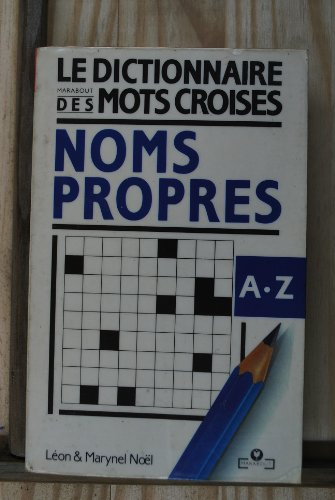 LE DICTIONNAIRE
MARABOUT
DES MOTS CROISES
NOMS
PROPRES
A•Z
Léon & Marynel Noël
MARABOUT